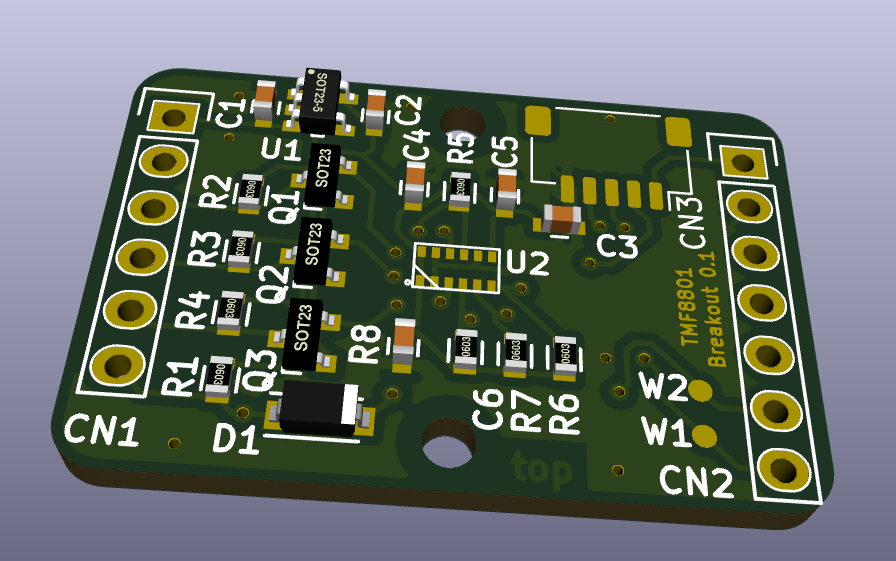 C1
SOT23-5
C2
U1
C4
R5
C5
SOT23
R2
0603
0603
Q1
CN3
R3
0603
SOT23
C3
Q2
U2
TMF8801
Breakout 0.1
R4
0603
SOT23
R8
0603
0603
0603
R1
0603
Q3
W2
C6
R7
R6
CN1
D1
W1
top
CN2